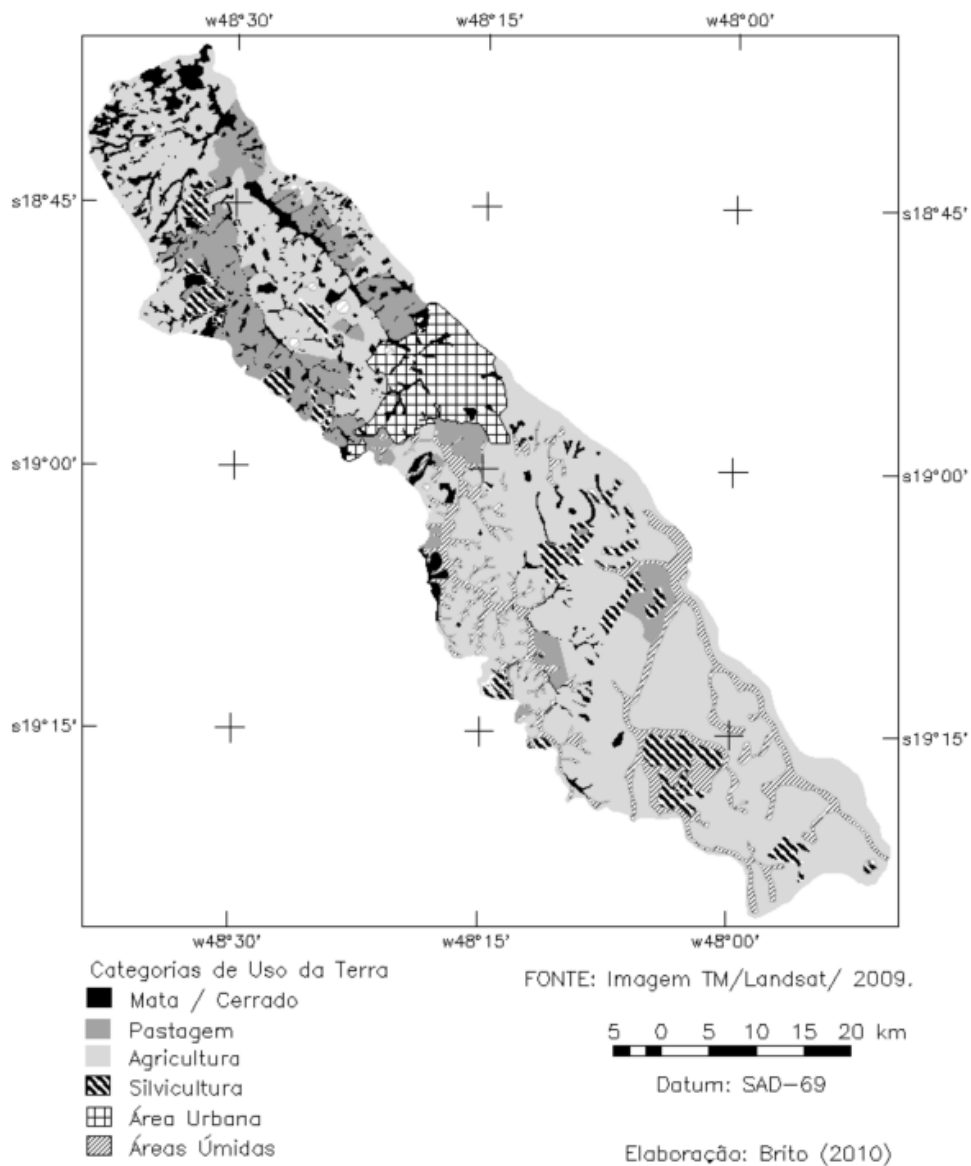 w48°30' w48°15' w48°00'
s18°45' s18°45'
s19°00' s19°00'
s19°15' s19°15'
w48°30' w48°15' w48°00'
Categorias de Uso da Terra
Mata / Cerrado
Pastagem
Agricultura
Silvicultura
Área Urbana
Áreas Úmidas
FONTE: Imagem TM/Landsat/ 2009.
5 0 5 10 15 20 km
Datum: SAD-69
Elaboração: Brito (2010)